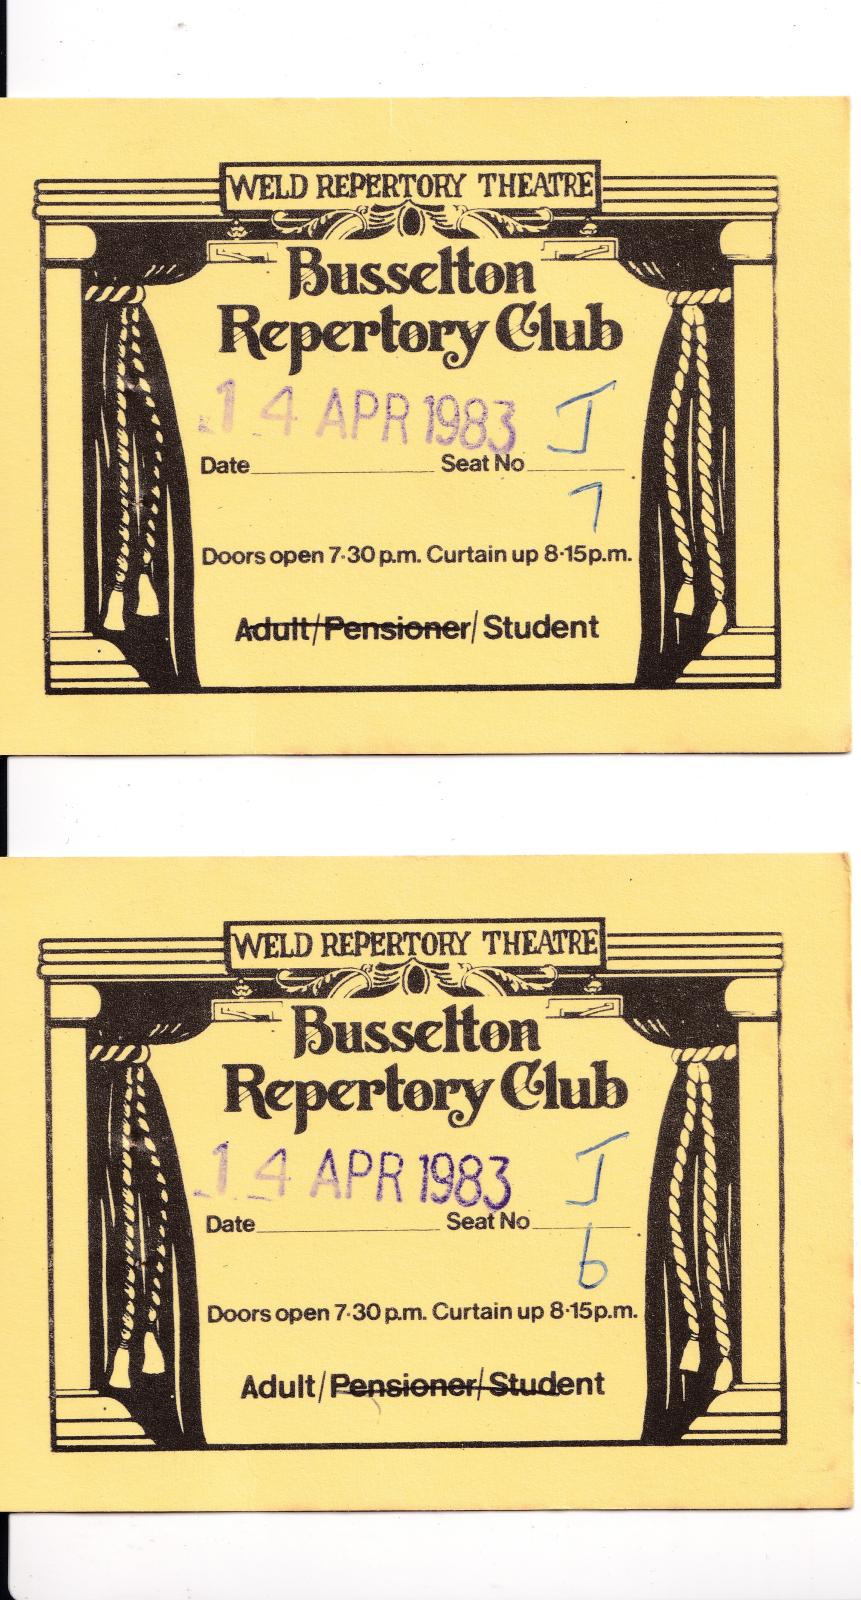 WELD REPERTORY THEATRE
Busselton
Repertory Club
14 APR 1983 J
Date Seat No
7
Doors open 7·30 p.m. Curtain up 8·15p.m.
Adult/Pensioner/Student
WELD REPERTORY THEATRE
Busselton
Repertory Club
14 APR 1983 J
Date Seat No
6
Doors open 7·30 p.m. Curtain up 8·15p.m.
Adult/Pensioner/Student